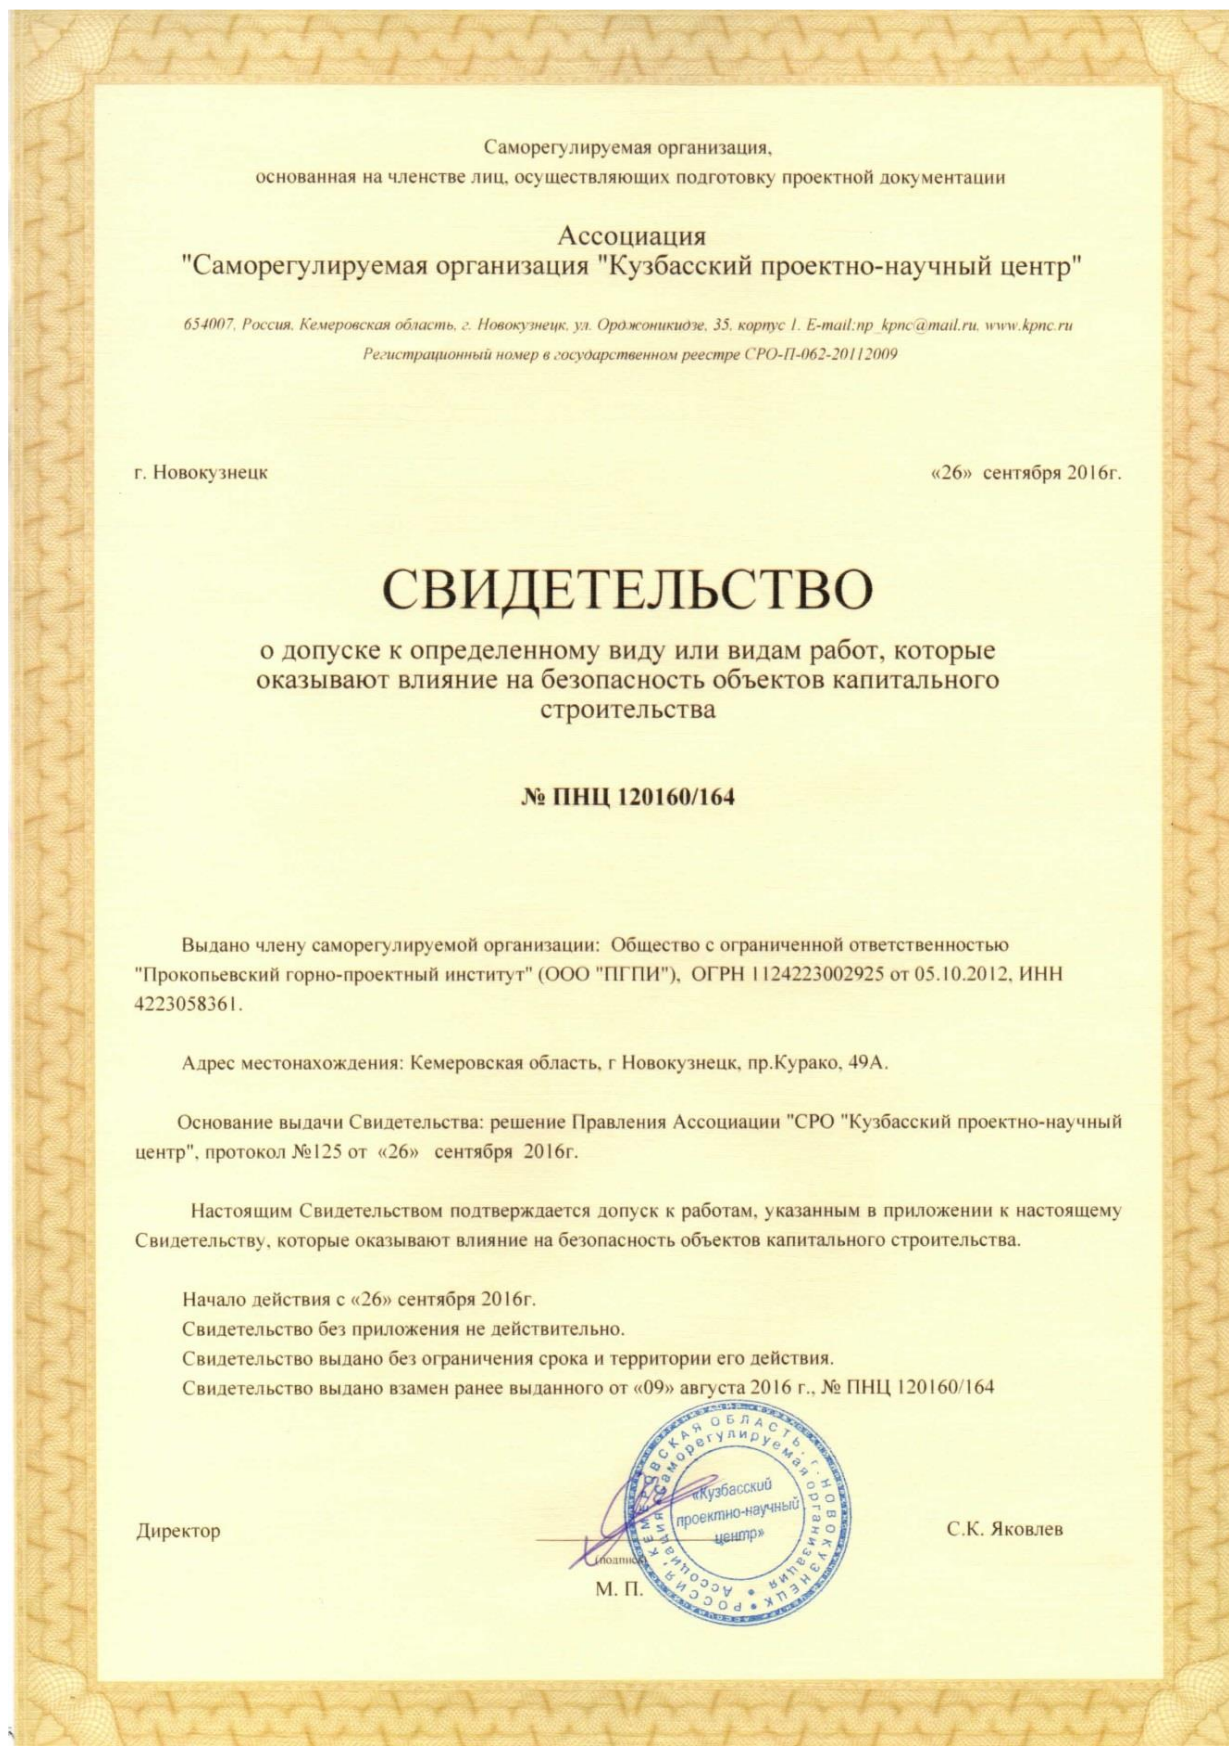 Саморегулируемая организация,
основанная на членстве лиц, осуществляющих подготовку проектной документации
Ассоциация
"Саморегулируемая организация "Кузбасский проектно-научный центр"
654007, Россия, Кемеровская область, г. Новокузнецк, ул. Орджоникидзе, 35, корпус 1. E-mail:np_kpnc@mail.ru, www.kpnc.ru
Регистрационный номер в государственном реестре СРО-П-062-20112009
г. Новокузнецк «26» сентября 2016г.
СВИДЕТЕЛЬСТВО
о допуске к определенному виду или видам работ, которые
оказывают влияние на безопасность объектов капитального
строительства
№ ПНЦ 120160/164
Выдано члену саморегулируемой организации: Общество с ограниченной ответственностью
"Прокопьевский горно-проектный институт" (ООО "ПГПИ"), ОГРН 1124223002925 от 05.10.2012, ИНН
4223058361.
Адрес местонахождения: Кемеровская область, г Новокузнецк, пр.Курако, 49А.
Основание выдачи Свидетельства: решение Правления Ассоциации "СРО "Кузбасский проектно-научный
центр", протокол №125 от «26» сентября 2016г.
Настоящим Свидетельством подтверждается допуск к работам, указанным в приложении к настоящему
Свидетельству, которые оказывают влияние на безопасность объектов капитального строительства.
Начало действия с «26» сентября 2016г.
Свидетельство без приложения не действительно.
Свидетельство выдано без ограничения срока и территории его действия.
Свидетельство выдано взамен ранее выданного от «09» августа 2016 г., № ПНЦ 120160/164
РОССИЯ, КЕМЕРОВСКАЯ ОБЛАСТЬ, г. НОВОКУЗНЕЦК
Ассоциация Саморегулируемая организация
«Кузбасский
проектно-научный
центр»
Директор С.К. Яковлев
(подпись)
М. П.